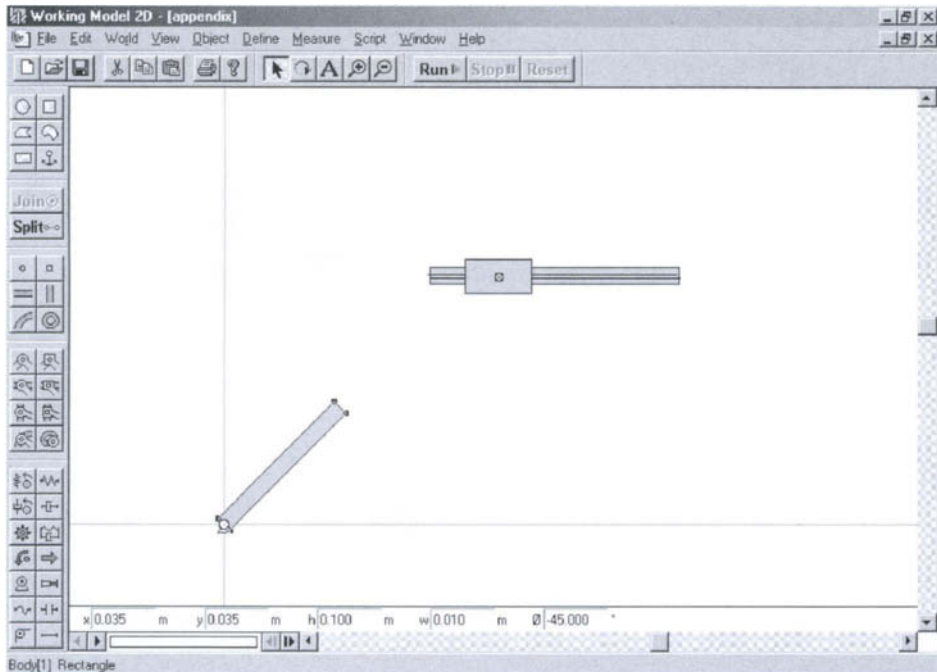 Working Model 2D - [appendix]
File Edit World View Object Define Measure Script Window Help
A Run Stop Reset
Join
Split
x 0.035 m y 0.035 m h 0.100 m w 0.010 m Ø -45.000 °
Body[1] Rectangle